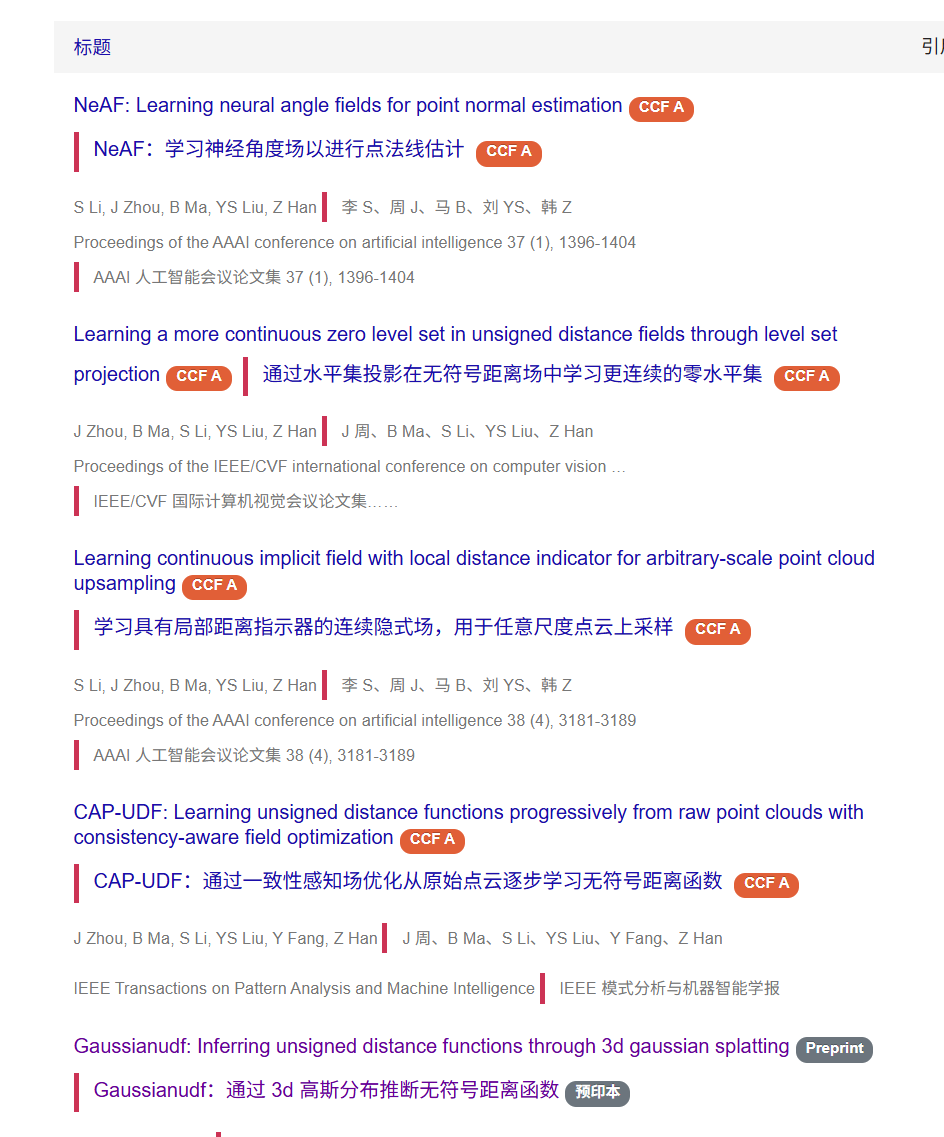 标题 引用
NeAF: Learning neural angle fields for point normal estimation CCF A
NeAF：学习神经角度场以进行点法线估计 CCF A
S Li, J Zhou, B Ma, YS Liu, Z Han 李 S、周 J、马 B、刘 YS、韩 Z
Proceedings of the AAAI conference on artificial intelligence 37 (1), 1396-1404
AAAI 人工智能会议论文集 37 (1), 1396-1404
Learning a more continuous zero level set in unsigned distance fields through level set
projection CCF A 通过水平集投影在无符号距离场中学习更连续的零水平集 CCF A
J Zhou, B Ma, S Li, YS Liu, Z Han J 周、B Ma、S Li、YS Liu、Z Han
Proceedings of the IEEE/CVF international conference on computer vision …
IEEE/CVF 国际计算机视觉会议论文集……
Learning continuous implicit field with local distance indicator for arbitrary-scale point cloud
upsampling CCF A
学习具有局部距离指示器的连续隐式场，用于任意尺度点云上采样 CCF A
S Li, J Zhou, B Ma, YS Liu, Z Han 李 S、周 J、马 B、刘 YS、韩 Z
Proceedings of the AAAI conference on artificial intelligence 38 (4), 3181-3189
AAAI 人工智能会议论文集 38 (4), 3181-3189
CAP-UDF: Learning unsigned distance functions progressively from raw point clouds with
consistency-aware field optimization CCF A
CAP-UDF：通过一致性感知场优化从原始点云逐步学习无符号距离函数 CCF A
J Zhou, B Ma, S Li, YS Liu, Y Fang, Z Han J 周、B Ma、S Li、YS Liu、Y Fang、Z Han
IEEE Transactions on Pattern Analysis and Machine Intelligence IEEE 模式分析与机器智能学报
Gaussianudf: Inferring unsigned distance functions through 3d gaussian splatting Preprint
Gaussianudf：通过 3d 高斯分布推断无符号距离函数 预印本